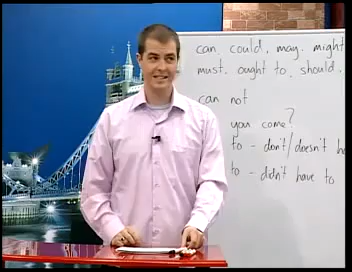 can, could, may, might
must, ought to, should,
can not
you come?
to - don't/doesn't ha
to - didn't have to